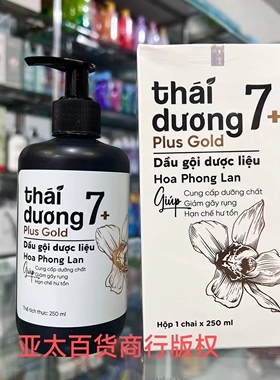 thái dương 7+
Plus Gold
Dầu gội dược liệu
Hoa Phong Lan
Giúp
Cung cấp dưỡng chất
Giảm gãy rụng
Hạn chế hư tổn
Thể tích thực: 250 ml
thái dương 7+
Plus Gold
Dầu gội dược liệu
Hoa Phong Lan
Giúp
Cung cấp dưỡng chất
Giảm gãy rụng
Hạn chế hư tổn
Hộp 1 chai x 250 ml
亚太百货商行版权